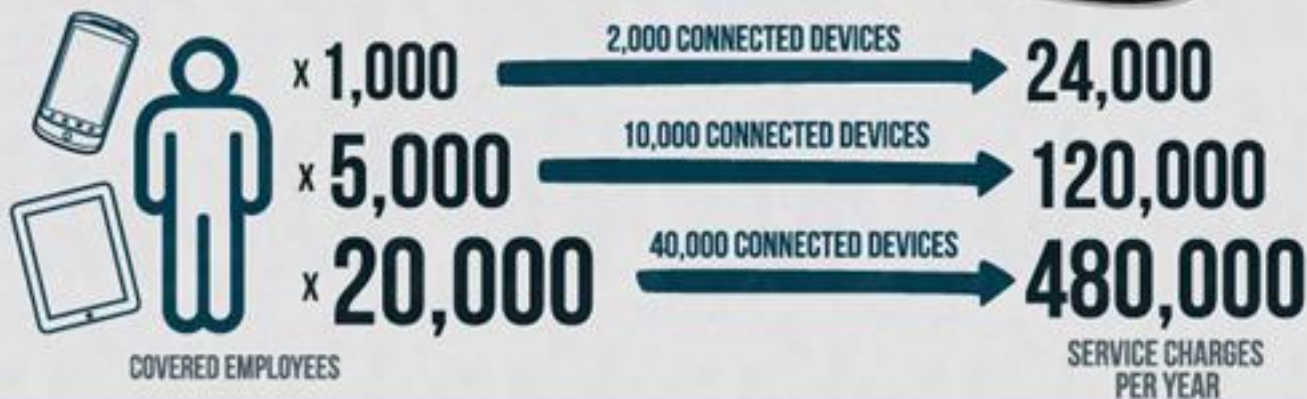 x 1,000
2,000 CONNECTED DEVICES
24,000
x 5,000
10,000 CONNECTED DEVICES
120,000
x 20,000
40,000 CONNECTED DEVICES
480,000
COVERED EMPLOYEES
SERVICE CHARGES
PER YEAR